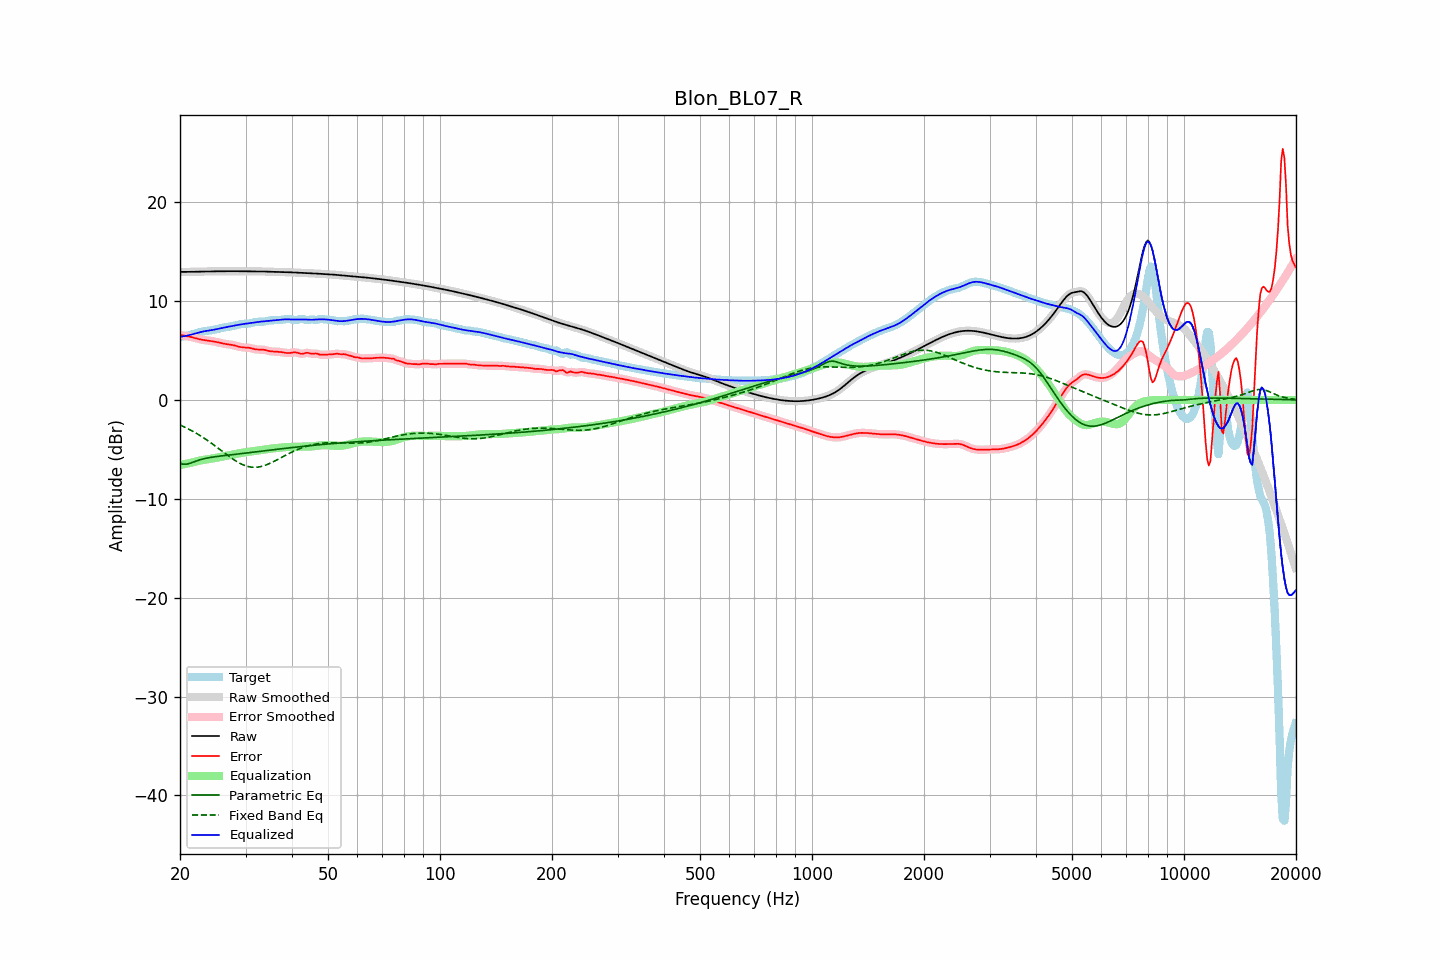 Blon_BL07_R
20
10
0
−10
−20
−30
−40
Amplitude (dBr)
Target
Raw Smoothed
Error Smoothed
Raw
Error
Equalization
Parametric Eq
Fixed Band Eq
Equalized
20 50 100 200 500 1000 2000 5000 10000 20000
Frequency (Hz)